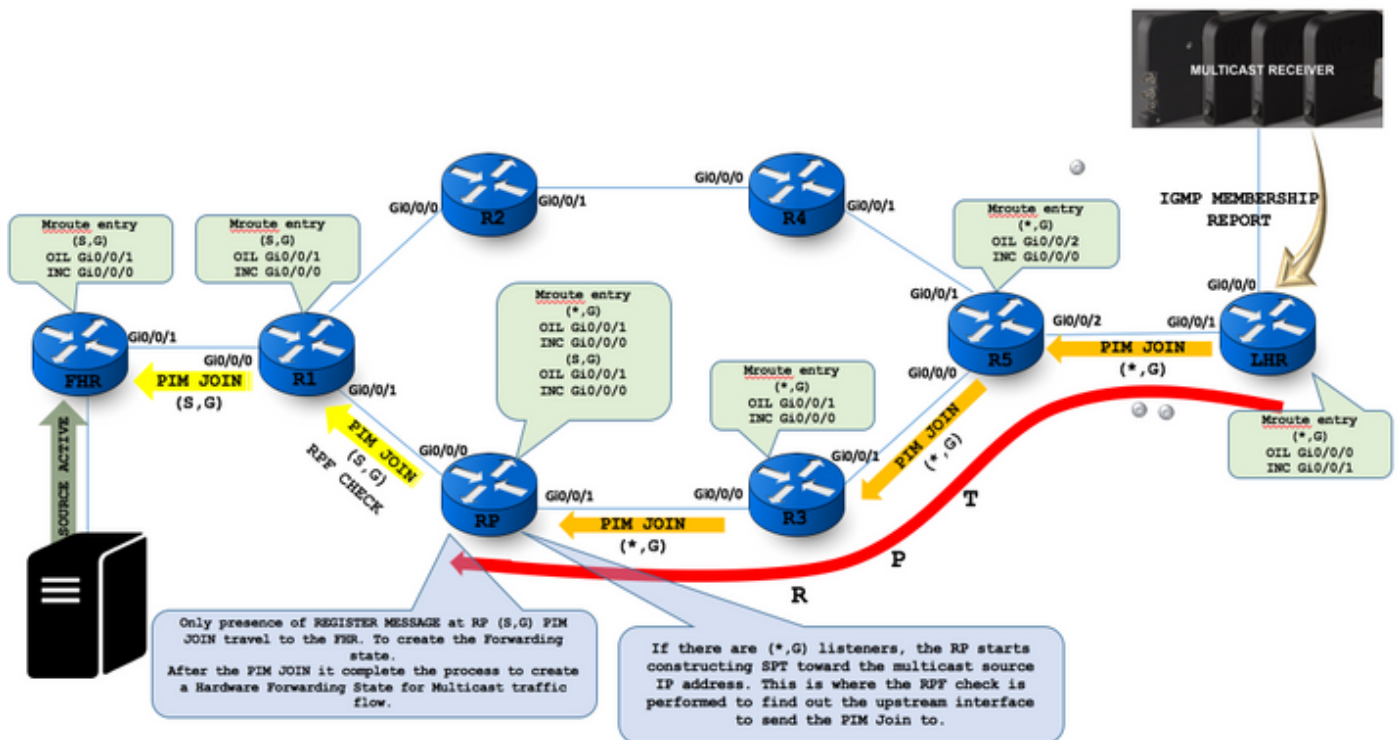 MULTICAST RECEIVER
IGMP MEMBERSHIP
REPORT
R2
Gi0/0/0
Gi0/0/1
R4
Gi0/0/0
Gi0/0/1
Mroute entry
(S,G)
OIL Gi0/0/1
INC Gi0/0/0
Mroute entry
(S,G)
OIL Gi0/0/1
INC Gi0/0/0
Mroute entry
(*,G)
OIL Gi0/0/2
INC Gi0/0/0
Mroute entry
(*,G)
OIL Gi0/0/1
INC Gi0/0/0
(S,G)
OIL Gi0/0/1
INC Gi0/0/0
FHR
Gi0/0/1
Gi0/0/0
R1
Gi0/0/1
PIM JOIN
(S,G)
Gi0/0/1
R5
Gi0/0/2
Gi0/0/0
Gi0/0/0
Gi0/0/1
LHR
PIM JOIN
(*,G)
Mroute entry
(*,G)
OIL Gi0/0/1
INC Gi0/0/0
Mroute entry
(*,G)
OIL Gi0/0/0
INC Gi0/0/1
PIM JOIN
(S,G)
RPF CHECK
PIM JOIN
(*,G)
SOURCE ACTIVE
Gi0/0/0
RP
Gi0/0/1
Gi0/0/0
R3
Gi0/0/1
PIM JOIN
(*,G)
R P T
Only presence of REGISTER MESSAGE at RP (S,G) PIM
JOIN travel to the FHR. To create the Forwarding
state.
After the PIM JOIN it complete the process to create
a Hardware Forwarding State for Multicast traffic
flow.
If there are (*,G) listeners, the RP starts
constructing SPT toward the multicast source
IP address. This is where the RPF check is
performed to find out the upstream interface
to send the PIM Join to.